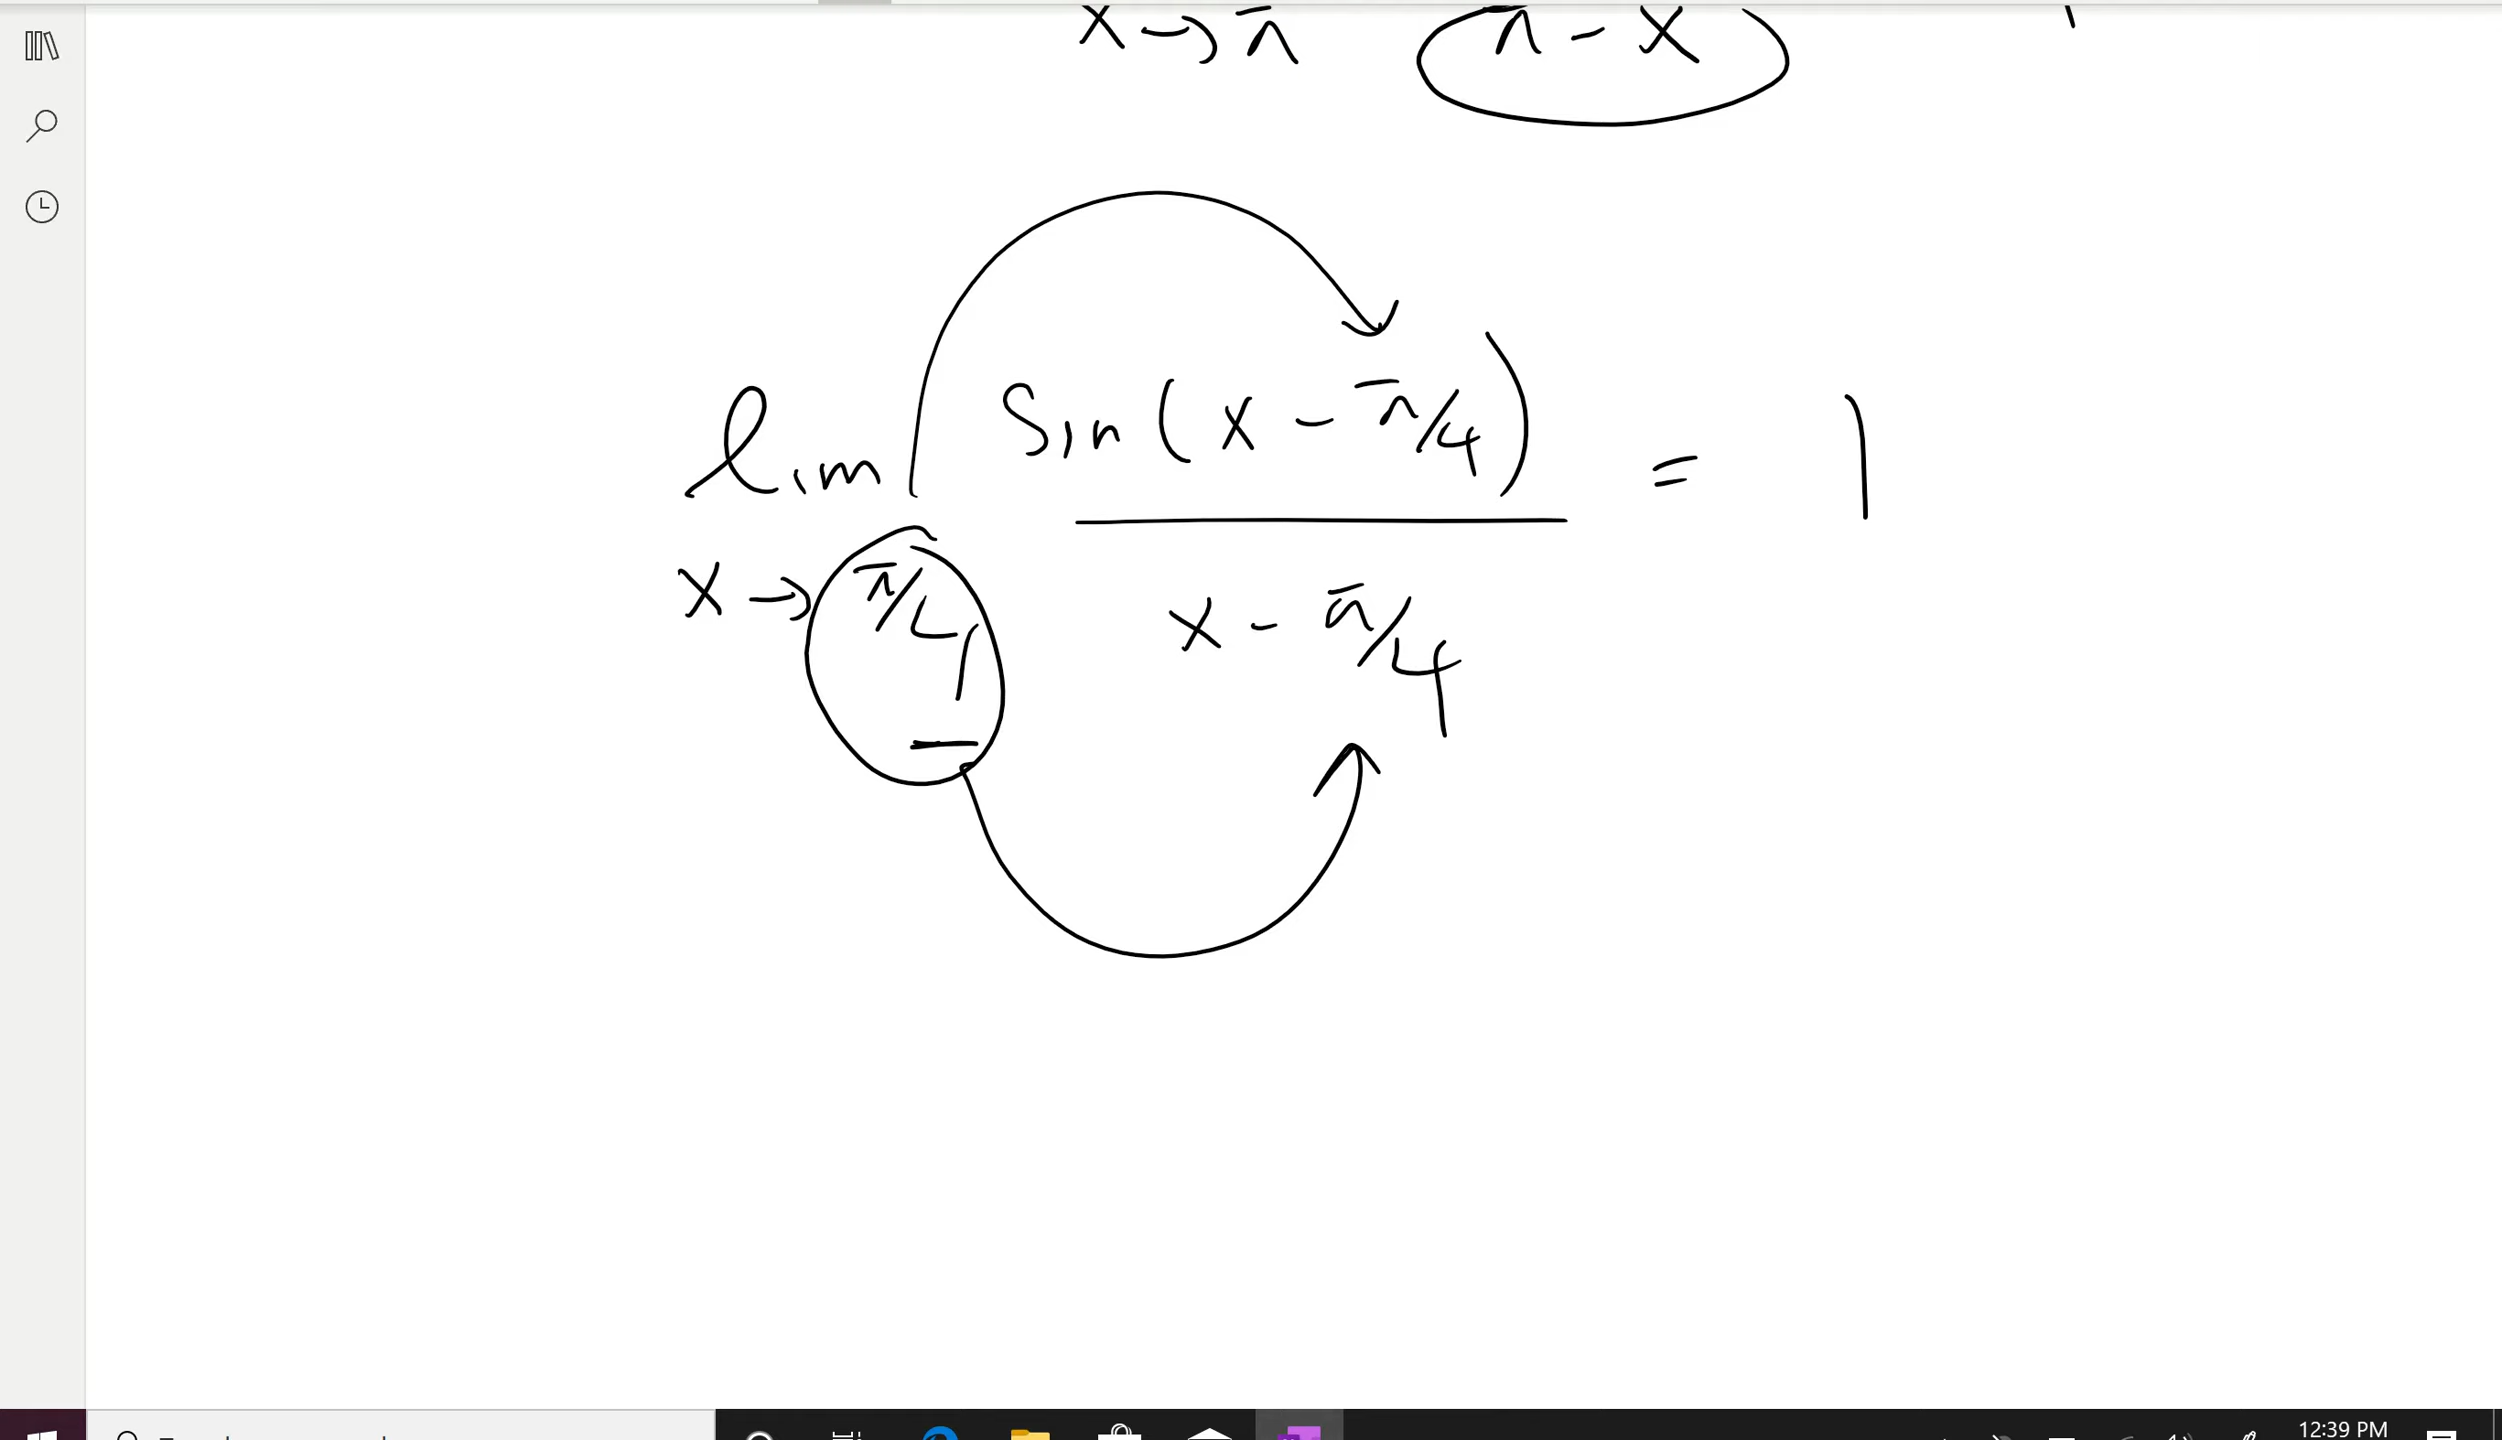 x → π π - x
lim sin(x - π/4) = 1
x → π/4 x - π/4
12:39 PM